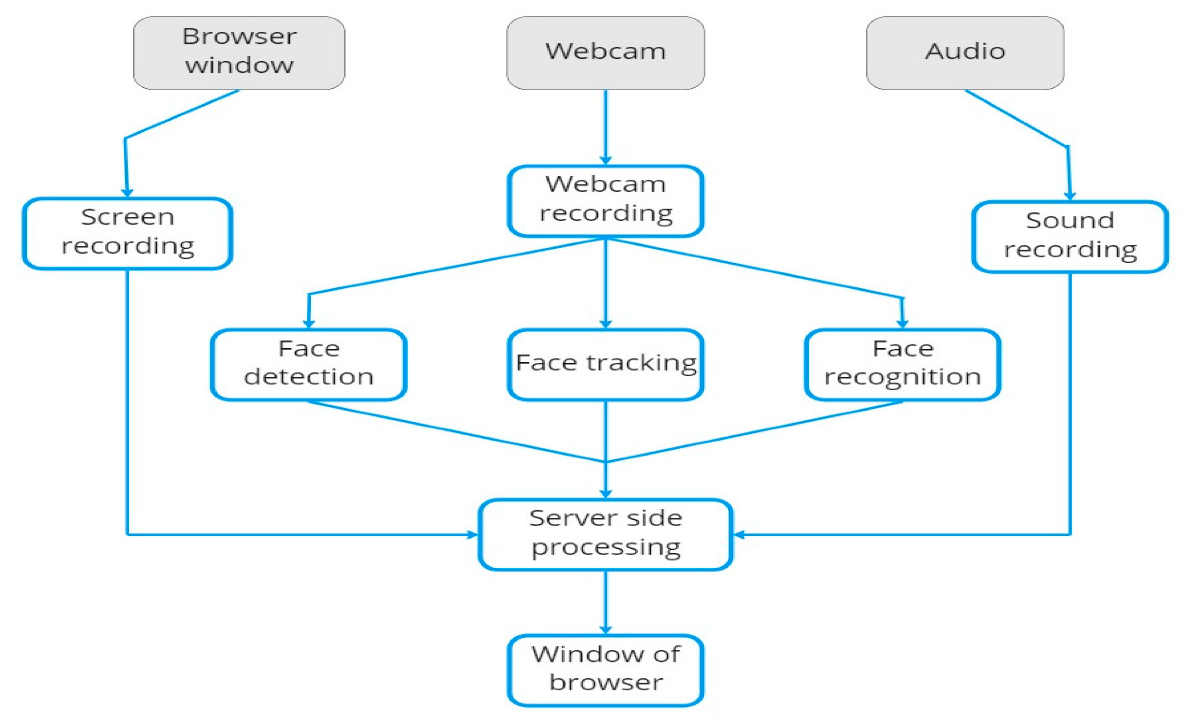 Browser
window
Webcam
Audio
Webcam
recording
Screen
recording
Sound
recording
Face
detection
Face tracking
Face
recognition
Server side
processing
Window of
browser